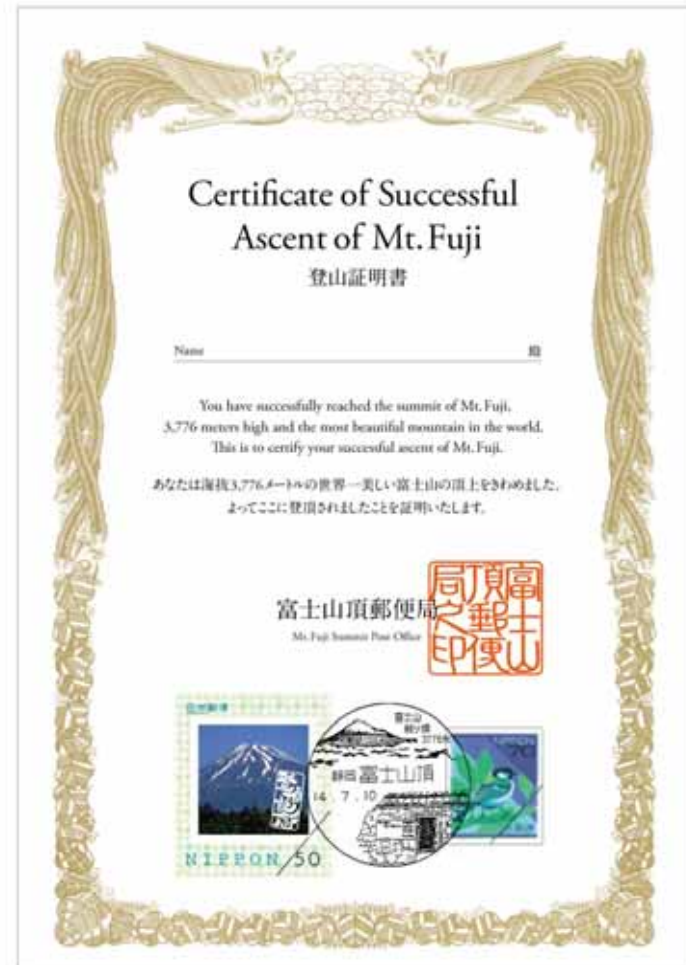 Certificate of Successful
Ascent of Mt. Fuji
登山証明書
Name 殿
You have successfully reached the summit of Mt. Fuji,
3,776 meters high and the most beautiful mountain in the world.
This is to certify your successful ascent of Mt. Fuji.
あなたは海抜3,776メートルの世界一美しい富士山の頂上をきわめました。
よってここに登頂されましたことを証明いたします。
富士山頂郵便局
Mt. Fuji Summit Post Office
富士山
頂郵便
局之印
NIPPON 50
富士山
3776
静岡 富士山頂
14. 7. 10
NIPPON
70